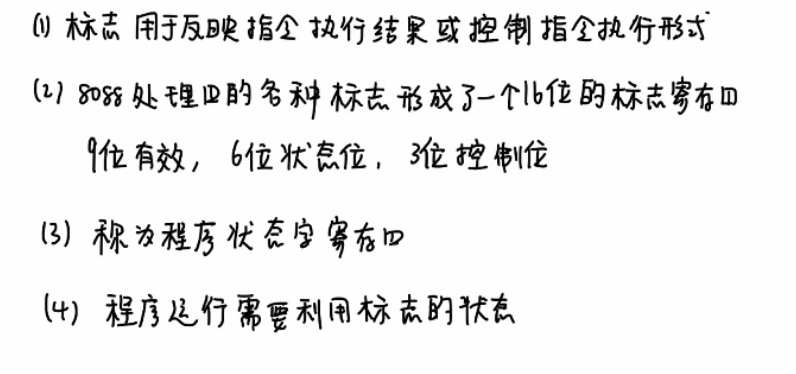 (1) 标志 用于反映指令 执行结果或控制指令执行形式
(2) 8088 处理器的各种标志形成了一个16位的标志寄存器
9位有效， 6位状态位， 3位控制位
(3) 称为程序状态字寄存器
(4) 程序运行需要利用标志的状态